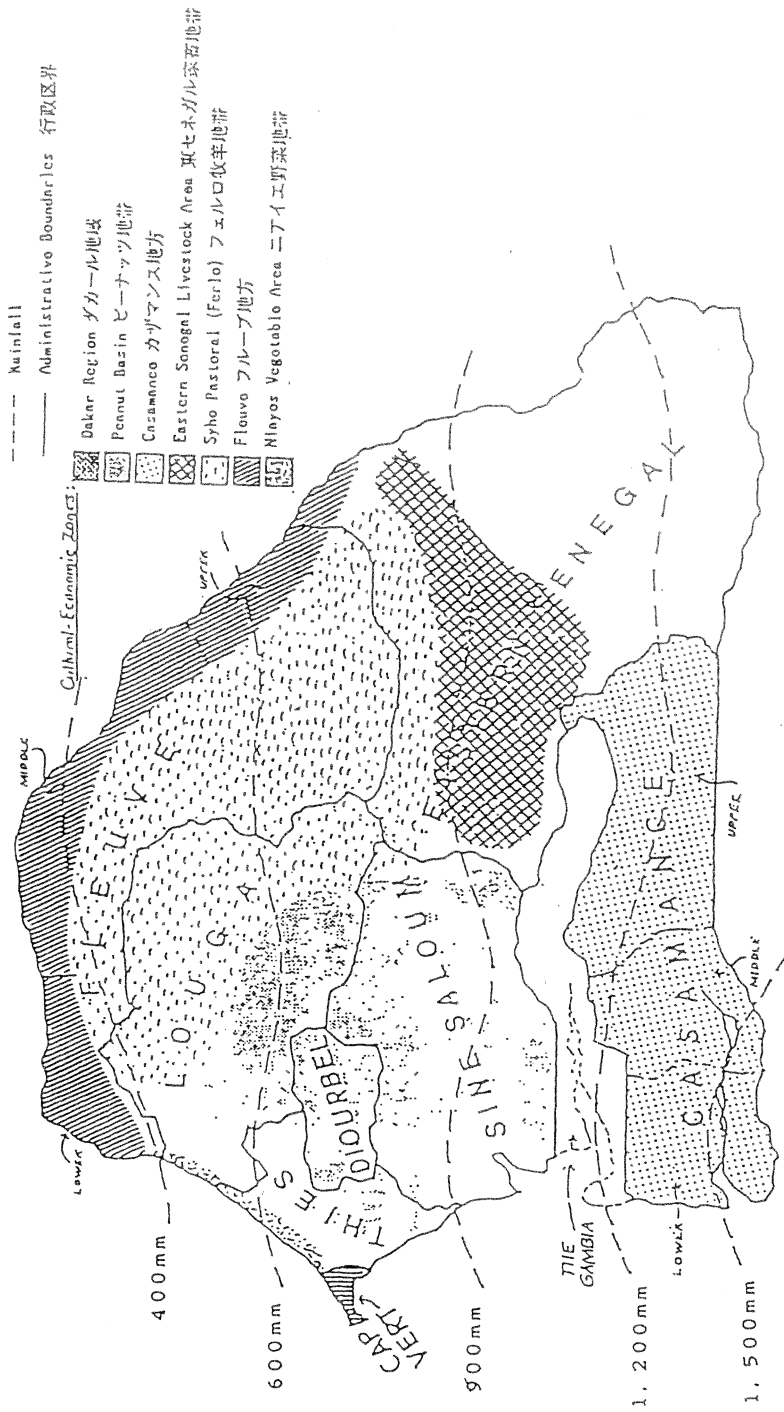 Rainfall
Administrative Boundaries 行政区界
Cultural-Economic Zones:
Dakar Region ダカール地域
Peanut Basin ピーナッツ地帯
Casamance カザマンス地方
Eastern Senegal Livestock Area 東セネガル家畜地帯
Sylvo Pastoral (Ferlo) フェルロ牧羊地帯
Fleuve フルーブ地方
Niayes Vegetable Area ニアイエ野菜地帯
LOWER
MIDDLE
UPPER
FLEUVE
LOUGA
THIES
DIOURBEL
CAP VERT
SINE SALOUM
SENEGAL
THE
GAMBIA
CASAMANCE
LOWER
MIDDLE
UPPER
400mm
600mm
900mm
1,200mm
1,500mm